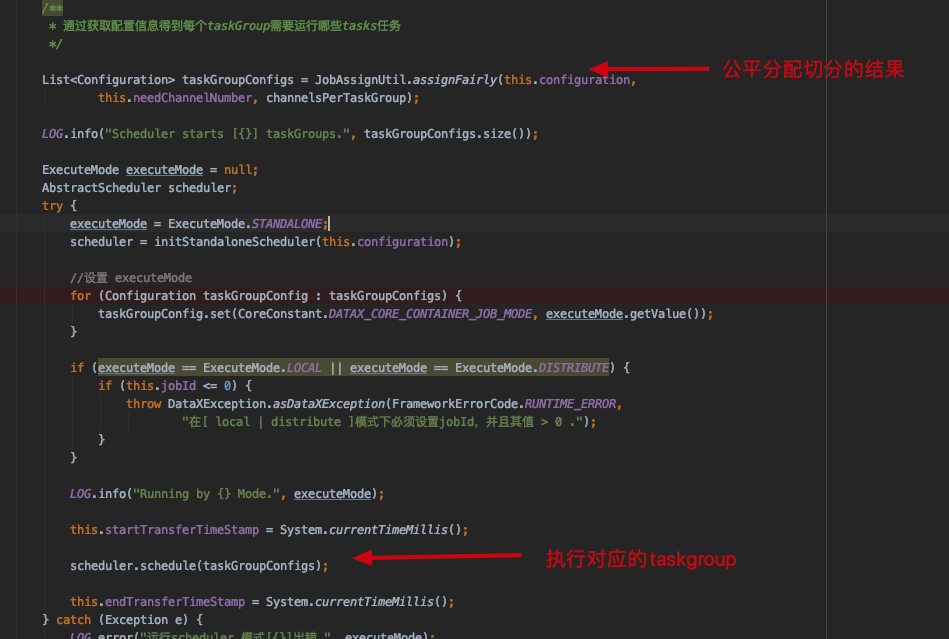 /**
 * 通过获取配置信息得到每个taskGroup需要运行哪些tasks任务
 */
List<Configuration> taskGroupConfigs = JobAssignUtil.assignFairly(this.configuration,
公平分配切分的结果
        this.needChannelNumber, channelsPerTaskGroup);
LOG.info("Scheduler starts [{}] taskGroups.", taskGroupConfigs.size());
ExecuteMode executeMode = null;
AbstractScheduler scheduler;
try {
    executeMode = ExecuteMode.STANDALONE;
    scheduler = initStandaloneScheduler(this.configuration);
    //设置 executeMode
    for (Configuration taskGroupConfig : taskGroupConfigs) {
        taskGroupConfig.set(CoreConstant.DATAX_CORE_CONTAINER_JOB_MODE, executeMode.getValue());
    }
    if (executeMode == ExecuteMode.LOCAL || executeMode == ExecuteMode.DISTRIBUTE) {
        if (this.jobId <= 0) {
            throw DataXException.asDataXException(FrameworkErrorCode.RUNTIME_ERROR,
                    "在[ local | distribute ]模式下必须设置jobId，并且其值 > 0 .");
        }
    }
    LOG.info("Running by {} Mode.", executeMode);
    this.startTransferTimeStamp = System.currentTimeMillis();
    scheduler.schedule(taskGroupConfigs);
执行对应的taskgroup
    this.endTransferTimeStamp = System.currentTimeMillis();
} catch (Exception e) {
    LOG.error("运行scheduler 模式[{}]出错.", executeMode);